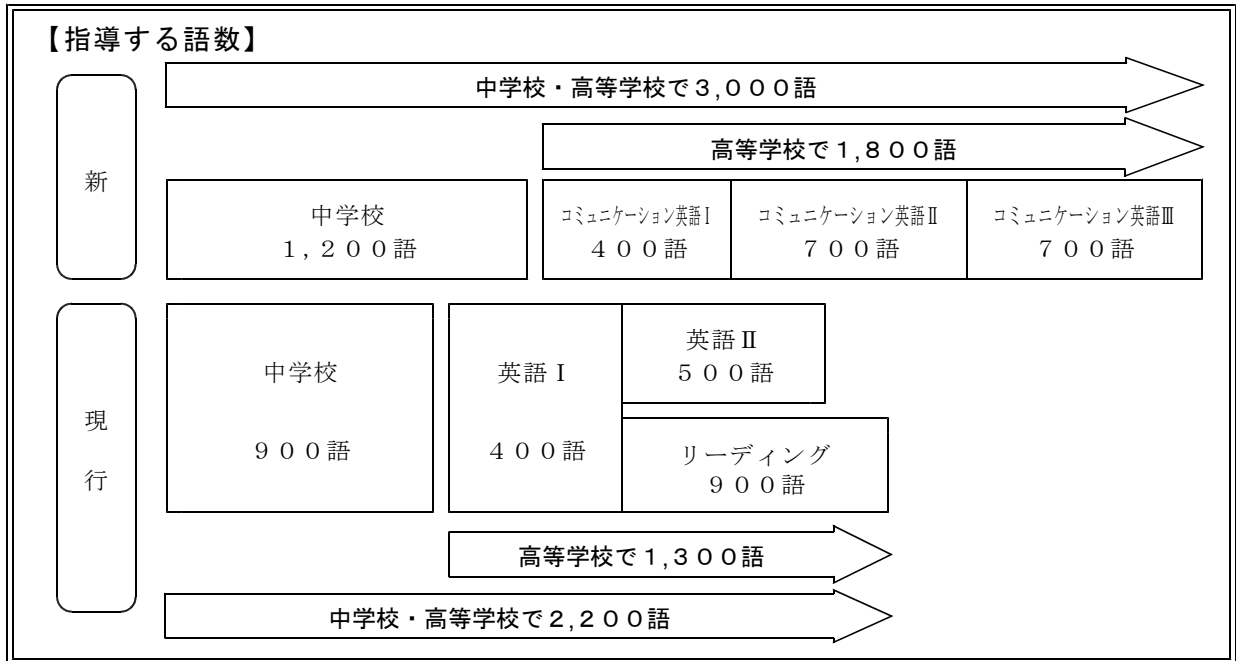 【指導する語数】
中学校・高等学校で3,000語
高等学校で1,800語
新
中学校
1,200語
コミュニケーション英語Ⅰ
400語
コミュニケーション英語Ⅱ
700語
コミュニケーション英語Ⅲ
700語
現
行
中学校
900語
英語Ⅰ
400語
英語Ⅱ
500語
リーディング
900語
高等学校で1,300語
中学校・高等学校で2,200語